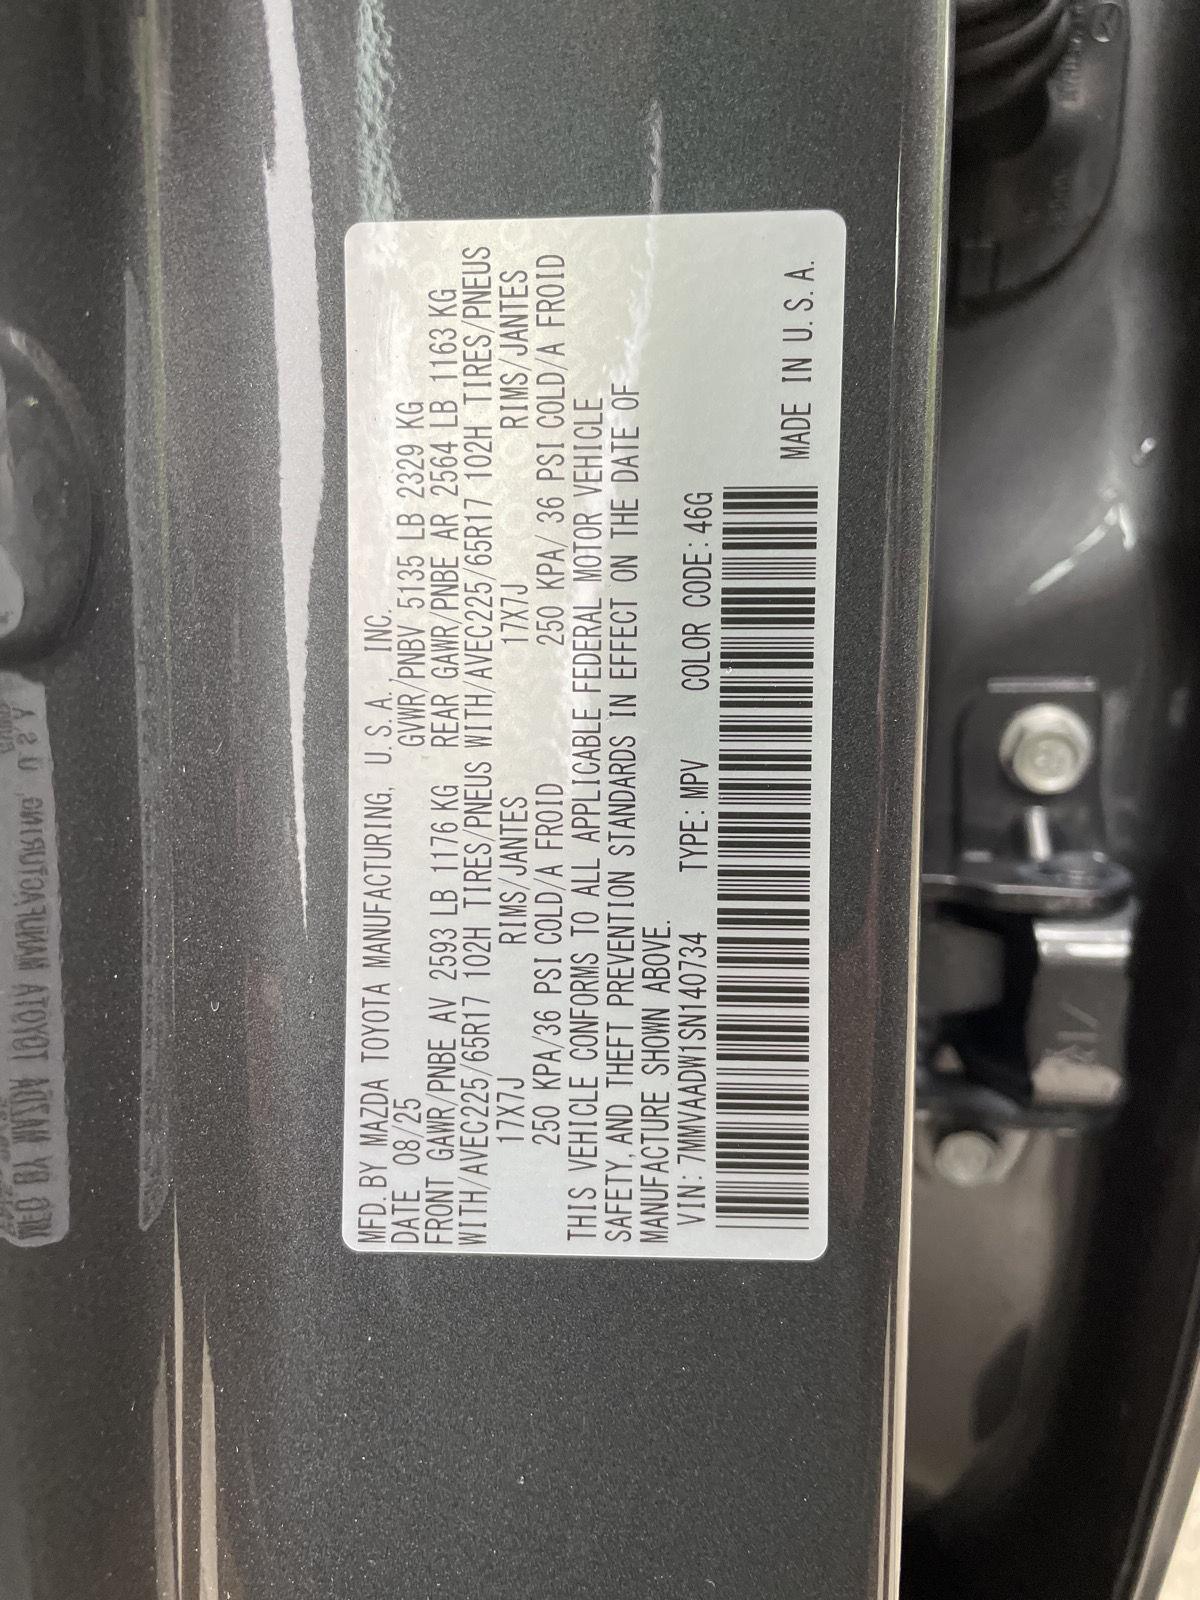 MFD. BY MAZDA TOYOTA MANUFACTURING, U.S.A., INC.
DATE 08/25 GVWR/PNBV 5135 LB 2329 KG
FRONT GAWR/PNBE AV 2593 LB 1176 KG REAR GAWR/PNBE AR 2564 LB 1163 KG
WITH/AVEC225/65R17 102H TIRES/PNEUS WITH/AVEC225/65R17 102H TIRES/PNEUS
17X7J RIMS/JANTES 17X7J RIMS/JANTES
250 KPA/36 PSI COLD/A FROID 250 KPA/ 36 PSI COLD/A FROID
THIS VEHICLE CONFORMS TO ALL APPLICABLE FEDERAL MOTOR VEHICLE
SAFETY, AND THEFT PREVENTION STANDARDS IN EFFECT ON THE DATE OF
MANUFACTURE SHOWN ABOVE.
VIN: 7MMVAADW1SN140734 TYPE: MPV COLOR CODE: 46G
MADE IN U.S.A.